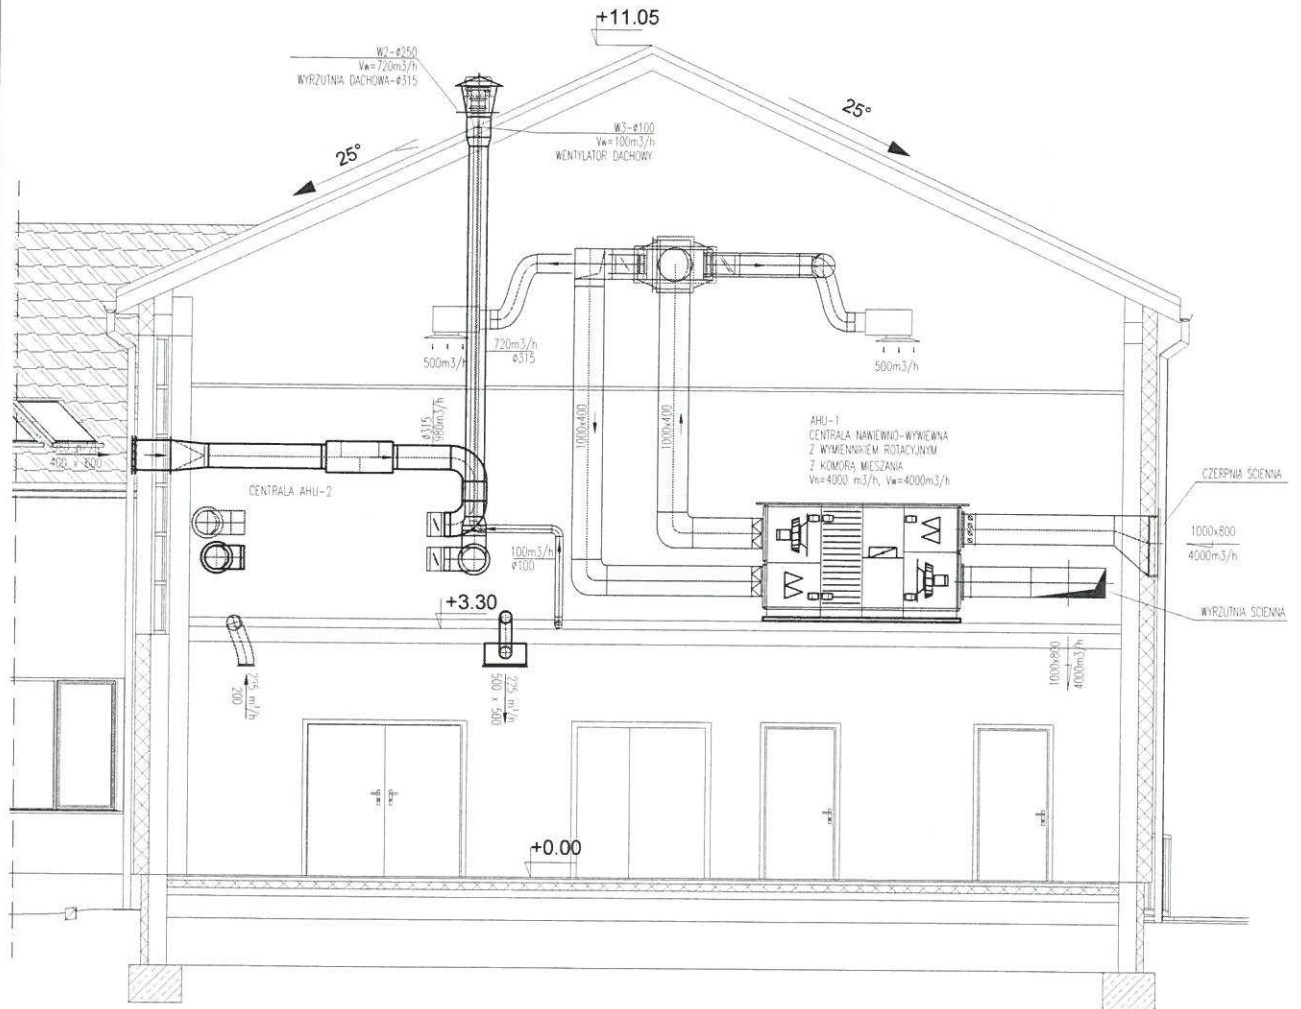 +11.05
W2-ø250
Vw=720m3/h
WYRZUTNIA DACHOWA-ø315
W3-ø100
Vw=100m3/h
WENTYLATOR DACHOWY
25°
25°
720m3/h
ø315
500m3/h
500m3/h
ø315
980m3/h
1000x400
1000x400
AHU-1
CENTRALA NAWIEWNO-WYWIEWNA
Z WYMIENNIKIEM ROTACYJNYM
Z KOMORĄ MIESZANIA
Vn=4000 m3/h, Vw=4000m3/h
400 x 600
CENTRALA AHU-2
CZERPNIA ŚCIENNA
1000x800
4000m3/h
100m3/h
ø100
+3.30
WYRZUTNIA ŚCIENNA
1000x800
4000m3/h
225 m³/h
200
225 m³/h
500 x 500
+0.00